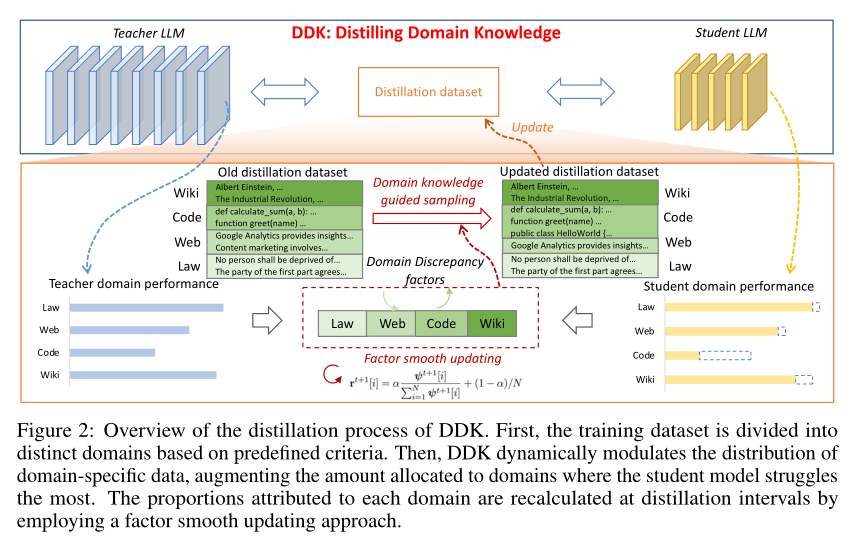 Teacher LLM
DDK: Distilling Domain Knowledge
Student LLM
Distillation dataset
Update
Old distillation dataset
Updated distillation dataset
Wiki
Code
Web
Law
Albert Einstein, …
The Industrial Revolution, …
def calculate_sum(a, b): …
function greet(name) …
Google Analytics provides insights…
Content marketing involves…
No person shall be deprived of…
The party of the first part agrees…
Domain knowledge
guided sampling
Albert Einstein, …
The Industrial Revolution, …
def calculate_sum(a, b): …
function greet(name) …
public class HelloWorld {…
Google Analytics provides insights…
No person shall be deprived of…
The party of the first part agrees…
Wiki
Code
Web
Law
Domain Discrepancy
factors
Teacher domain performance
Law
Web
Code
Wiki
Law Web Code Wiki
Factor smooth updating
r^{t+1}[i] = α ψ^{t+1}[i] / ∑_{i=1}^{N} ψ^{t+1}[i] + (1 − α)/N
Student domain performance
Law
Web
Code
Wiki
Figure 2: Overview of the distillation process of DDK. First, the training dataset is divided into
distinct domains based on predefined criteria. Then, DDK dynamically modulates the distribution of
domain-specific data, augmenting the amount allocated to domains where the student model struggles
the most. The proportions attributed to each domain are recalculated at distillation intervals by
employing a factor smooth updating approach.